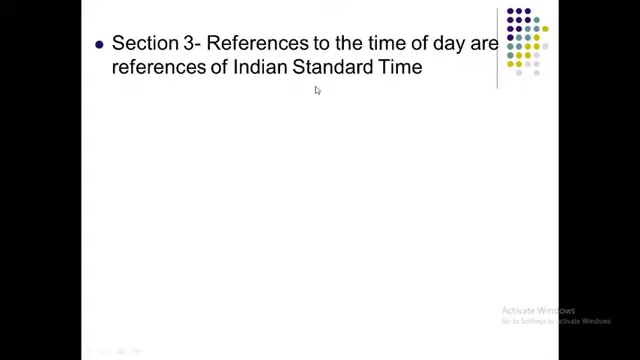 Section 3- References to the time of day are
references of Indian Standard Time
Activate Windows
Go to Settings to activate Windows